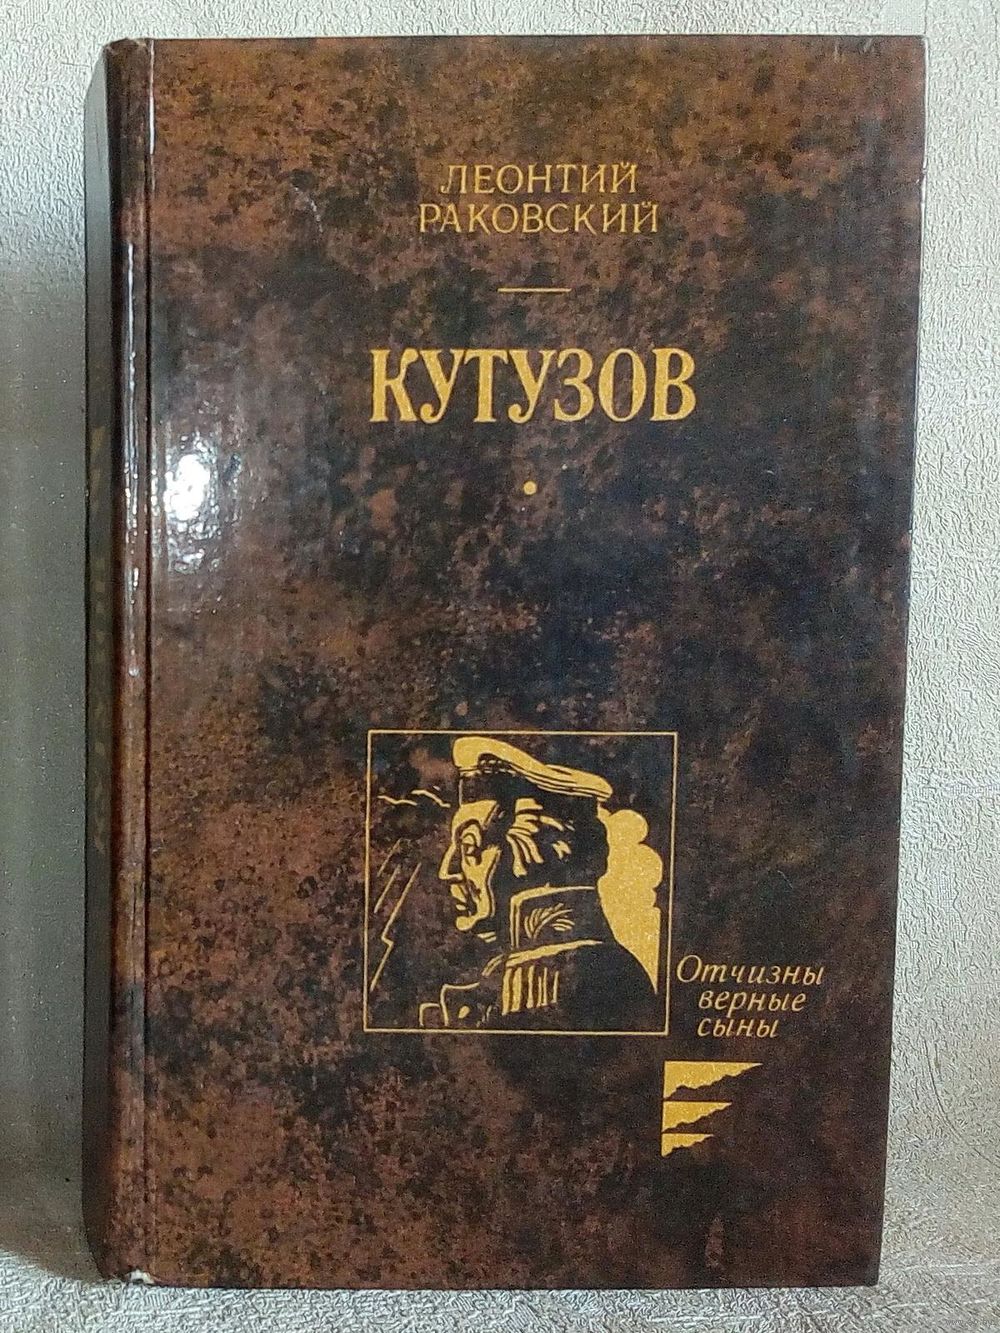 ЛЕОНТИЙ
РАКОВСКИЙ
КУТУЗОВ
Отчизны
верные
сыны